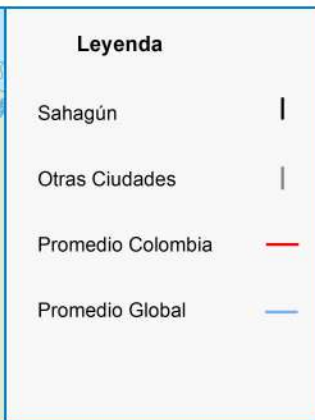 Leyenda
Sahagún
Otras Ciudades
Promedio Colombia
Promedio Global